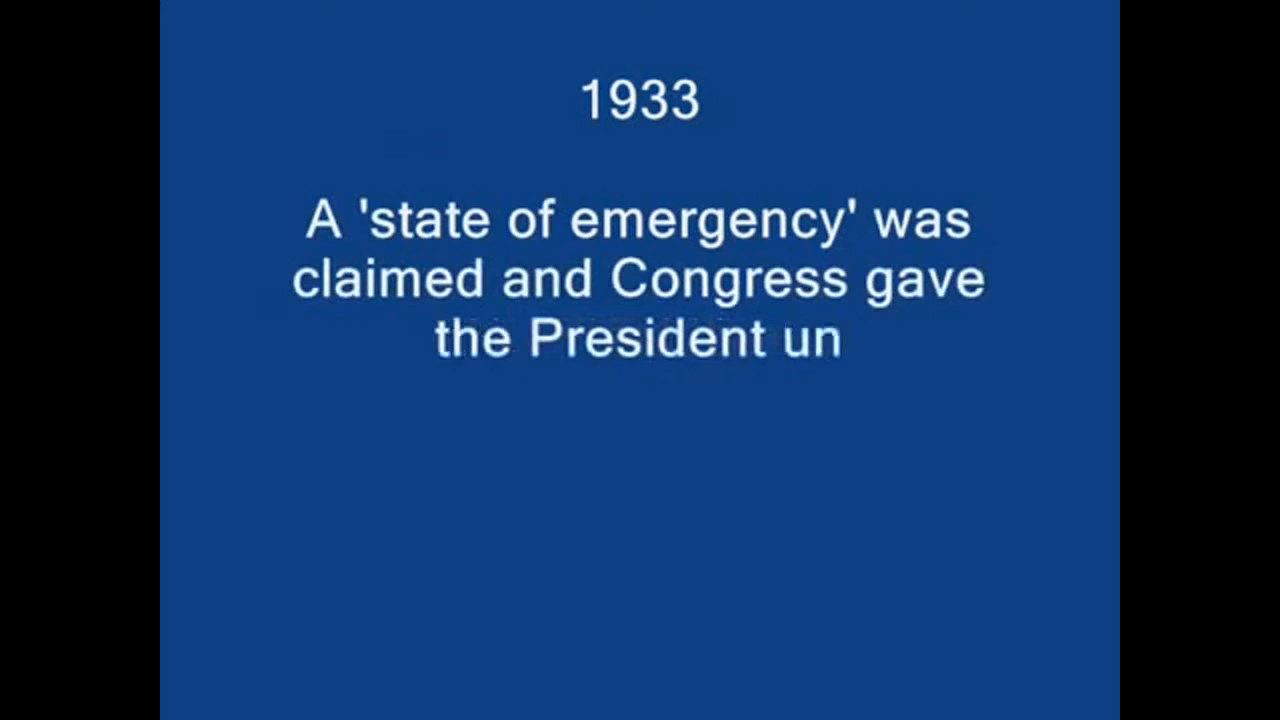 1933
A 'state of emergency' was
claimed and Congress gave
the President un